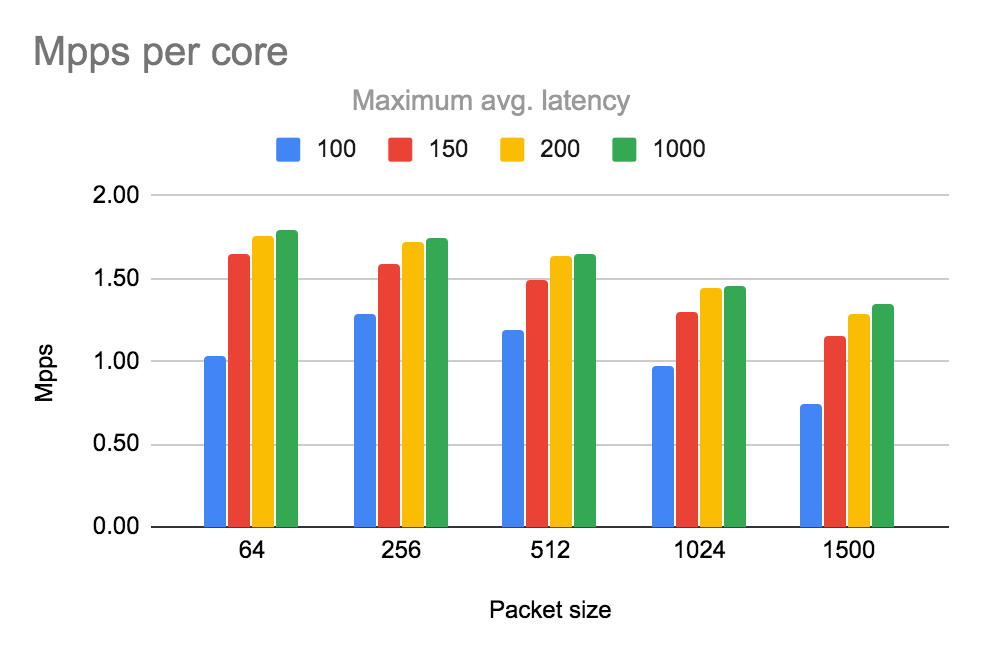 Mpps per core
Maximum avg. latency
100 150 200 1000
2.00
1.50
1.00
0.50
0.00
Mpps
64 256 512 1024 1500
Packet size